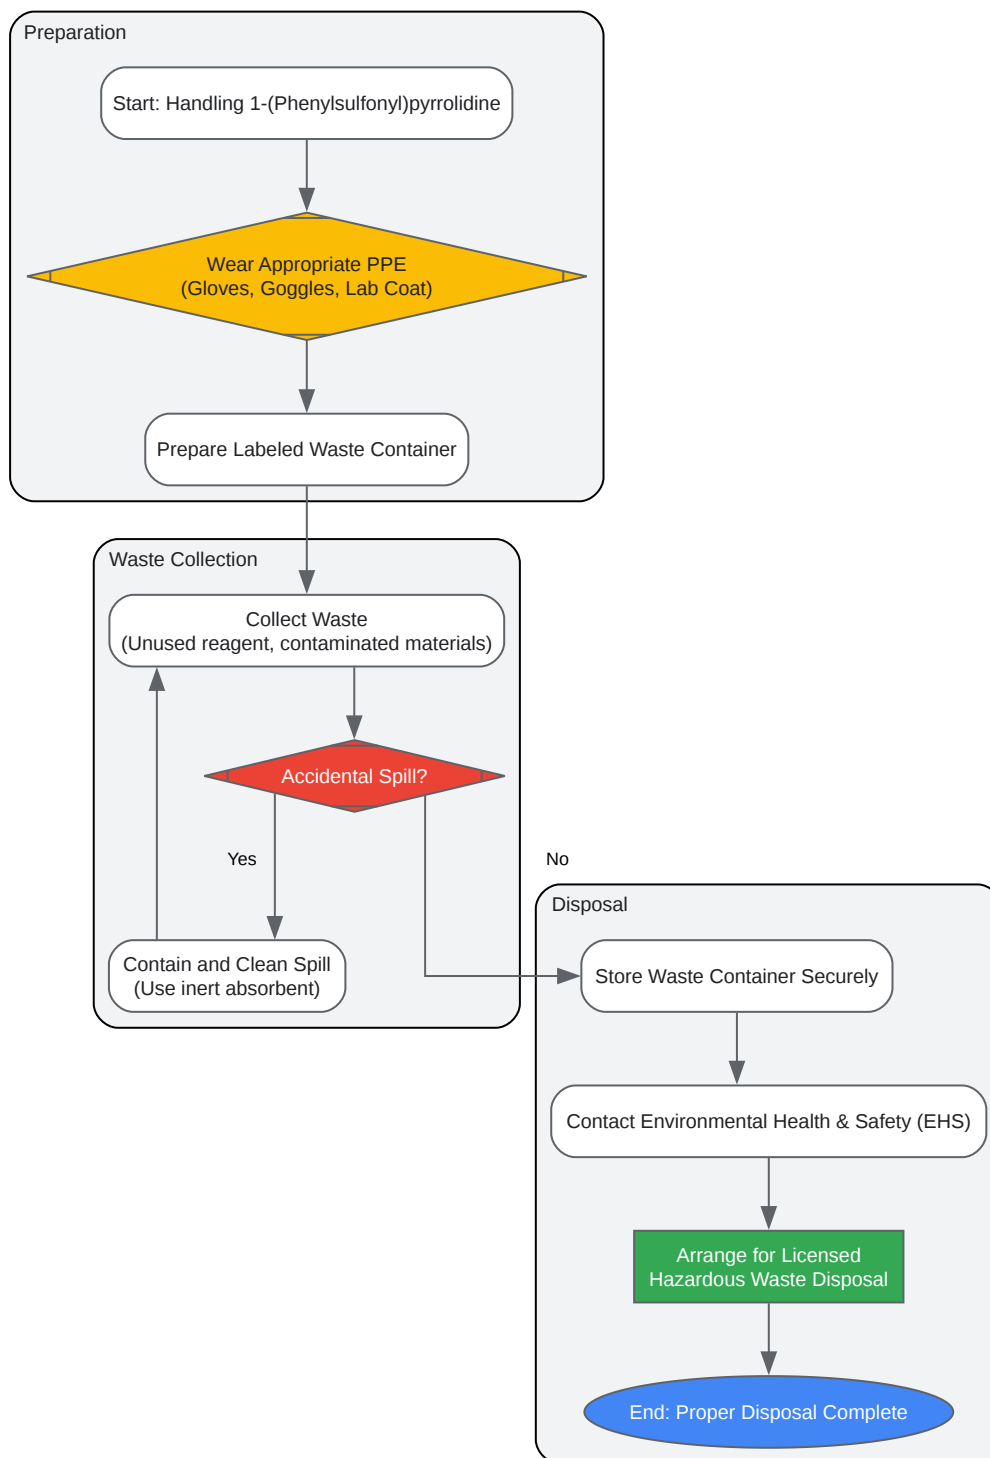 Preparation
Start: Handling 1-(Phenylsulfonyl)pyrrolidine
Wear Appropriate PPE
(Gloves, Goggles, Lab Coat)
Prepare Labeled Waste Container
Waste Collection
Collect Waste
(Unused reagent, contaminated materials)
Accidental Spill?
Yes
No
Contain and Clean Spill
(Use inert absorbent)
Disposal
Store Waste Container Securely
Contact Environmental Health & Safety (EHS)
Arrange for Licensed
Hazardous Waste Disposal
End: Proper Disposal Complete